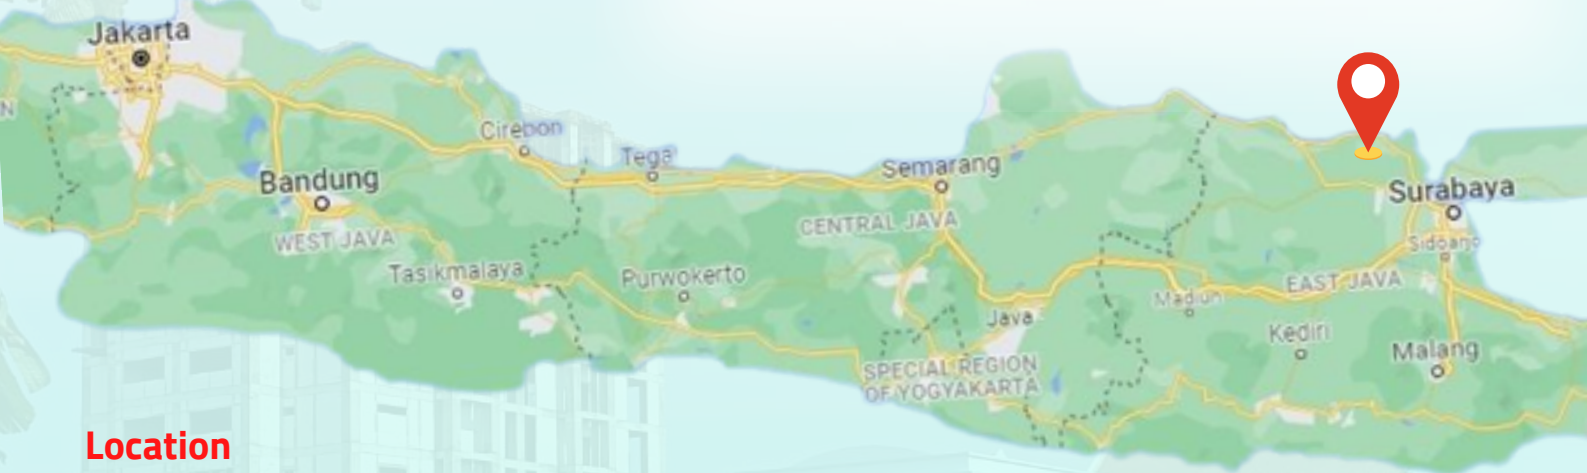 Jakarta
N
Cirebon
Tega
Semarang
Bandung
Surabaya
CENTRAL JAVA
WEST JAVA
Sidoarjo
Tasikmalaya
Purwokerto
EAST JAVA
Madiun
Java
Kediri
Malang
SPECIAL REGION
OF YOGYAKARTA
Location